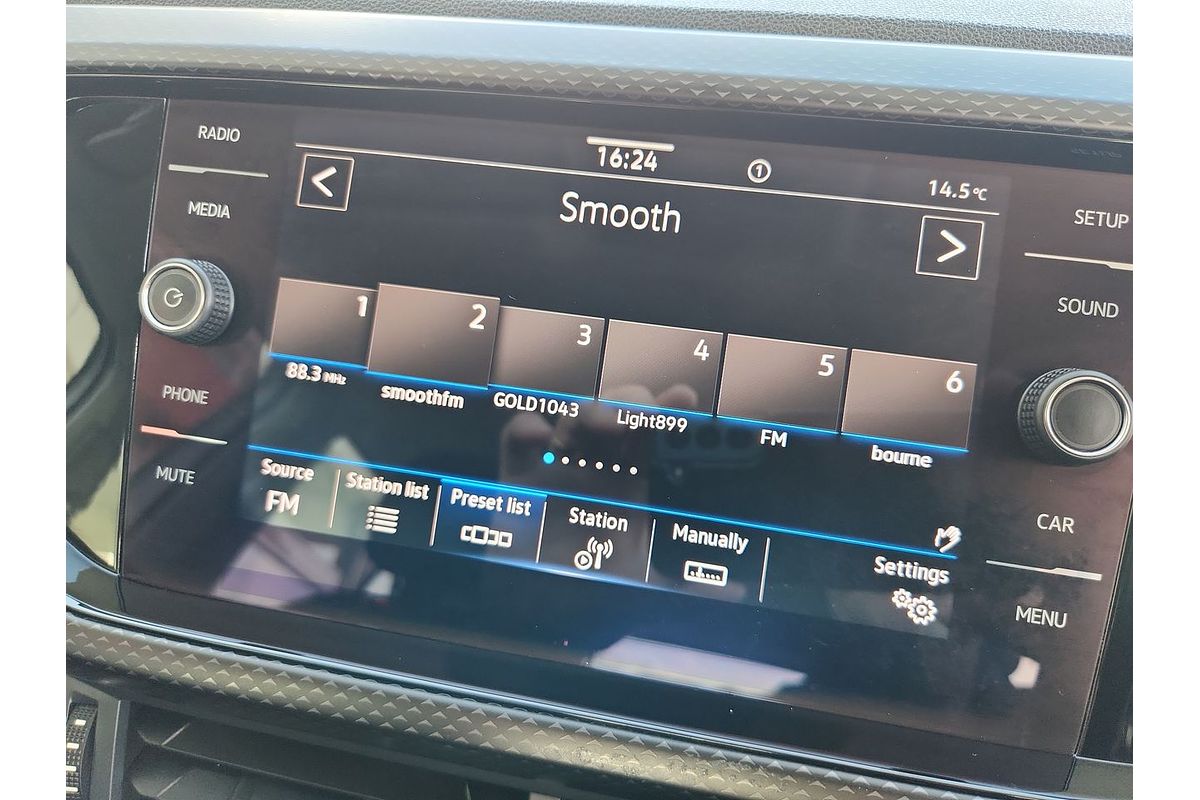 RADIO
MEDIA
PHONE
MUTE
16:24
1
14.5°C
Smooth
1
2
3
4
5
6
88.3 MHz
smoothfm
GOLD1043
Light899
FM
bourne
Source
FM
Station list
Preset list
Station
Manually
Settings
SETUP
SOUND
CAR
MENU